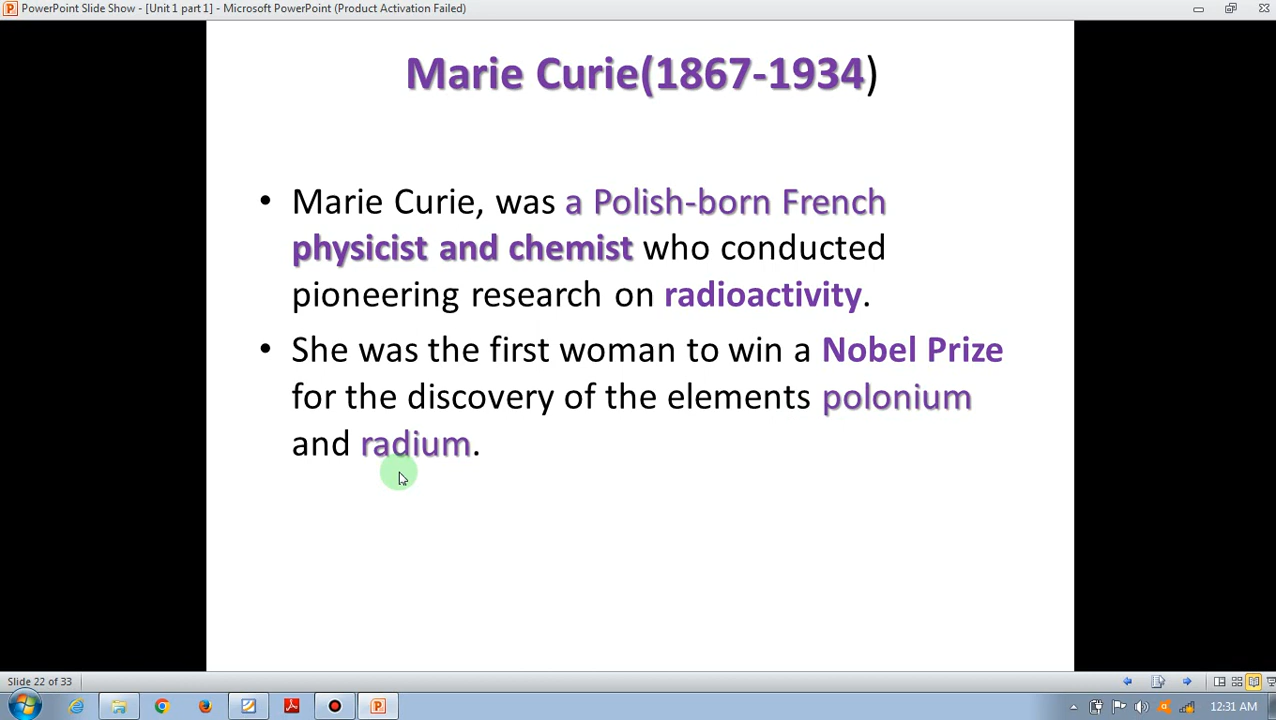 PowerPoint Slide Show - [Unit 1 part 1] - Microsoft PowerPoint (Product Activation Failed)
Marie Curie(1867-1934)
• Marie Curie, was a Polish-born French
physicist and chemist who conducted
pioneering research on radioactivity.
• She was the first woman to win a Nobel Prize
for the discovery of the elements polonium
and radium.
Slide 22 of 33
12:31 AM